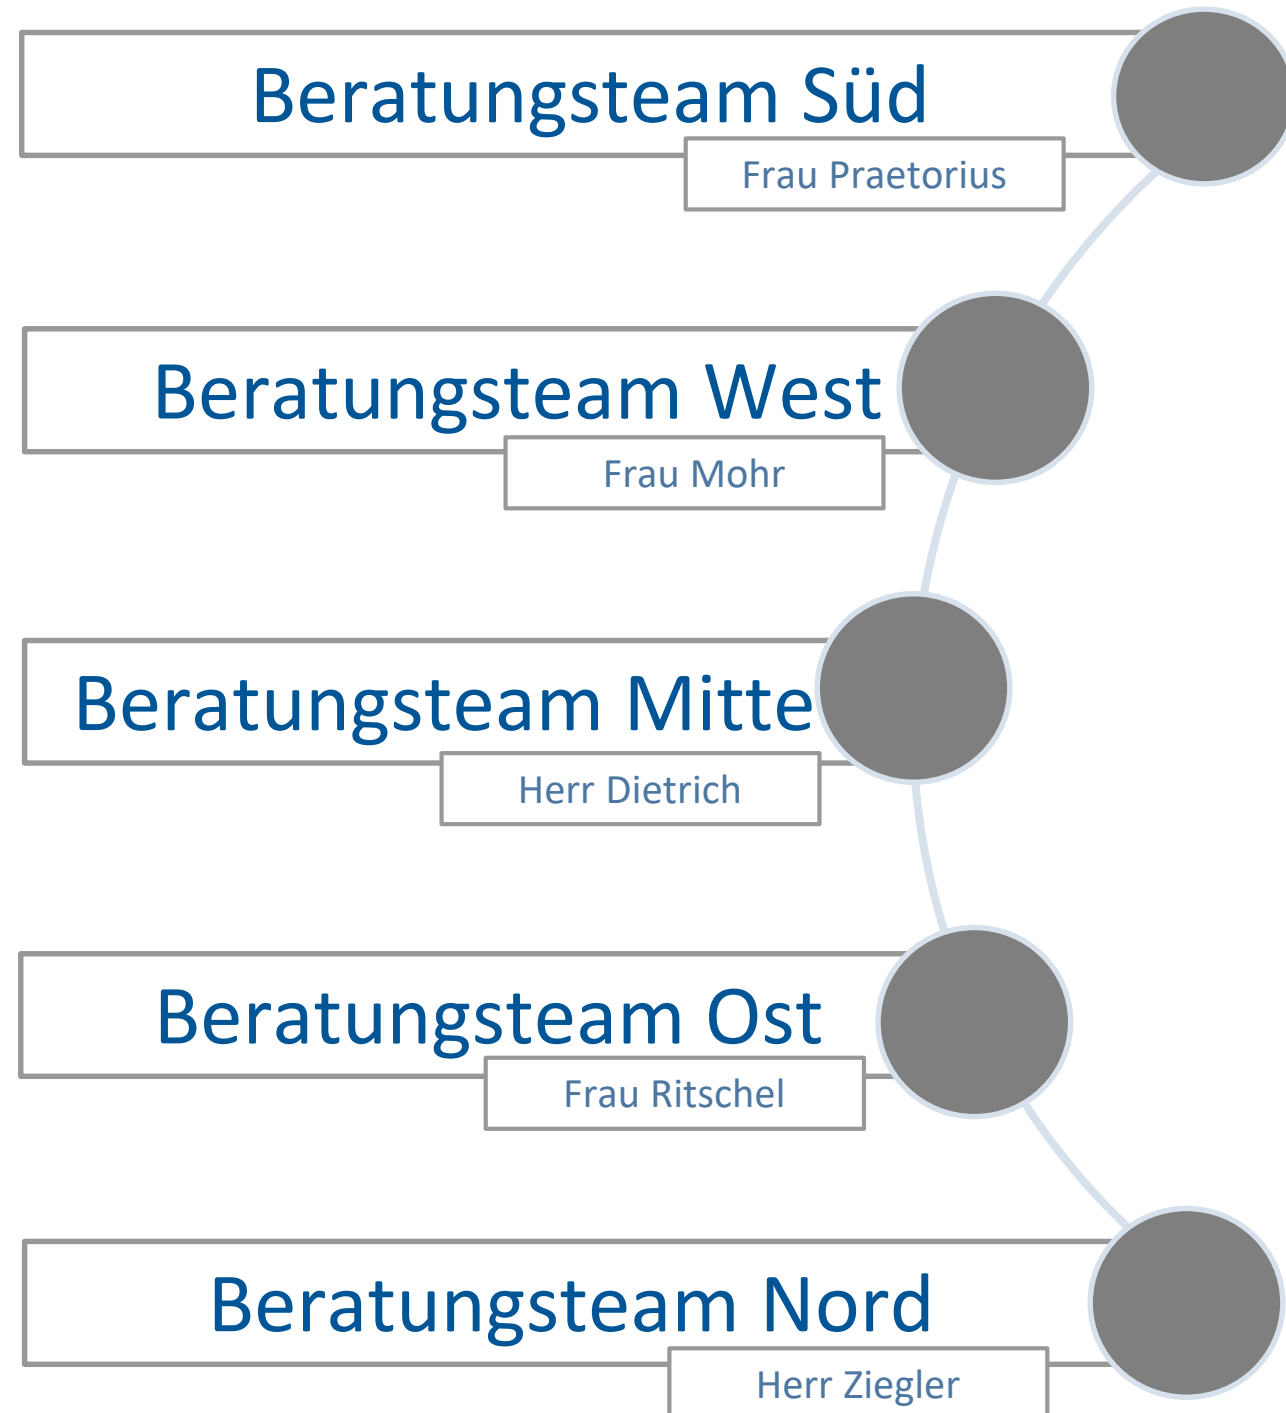 Beratungsteam Süd
Frau Praetorius
Beratungsteam West
Frau Mohr
Beratungsteam Mitte
Herr Dietrich
Beratungsteam Ost
Frau Ritschel
Beratungsteam Nord
Herr Ziegler